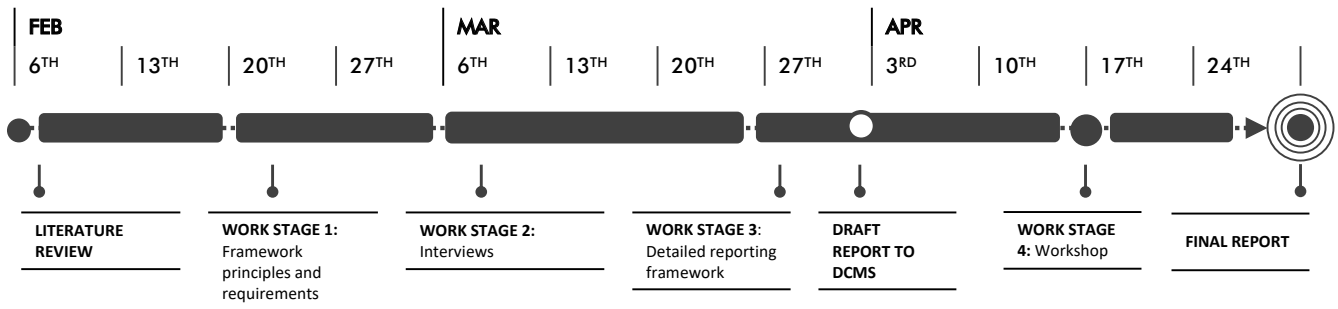 FEB
MAR
APR
6TH
13TH
20TH
27TH
6TH
13TH
20TH
27TH
3RD
10TH
17TH
24TH
LITERATURE
REVIEW
WORK STAGE 1:
Framework
principles and
requirements
WORK STAGE 2:
Interviews
WORK STAGE 3:
Detailed reporting
framework
DRAFT
REPORT TO
DCMS
WORK STAGE
4: Workshop
FINAL REPORT